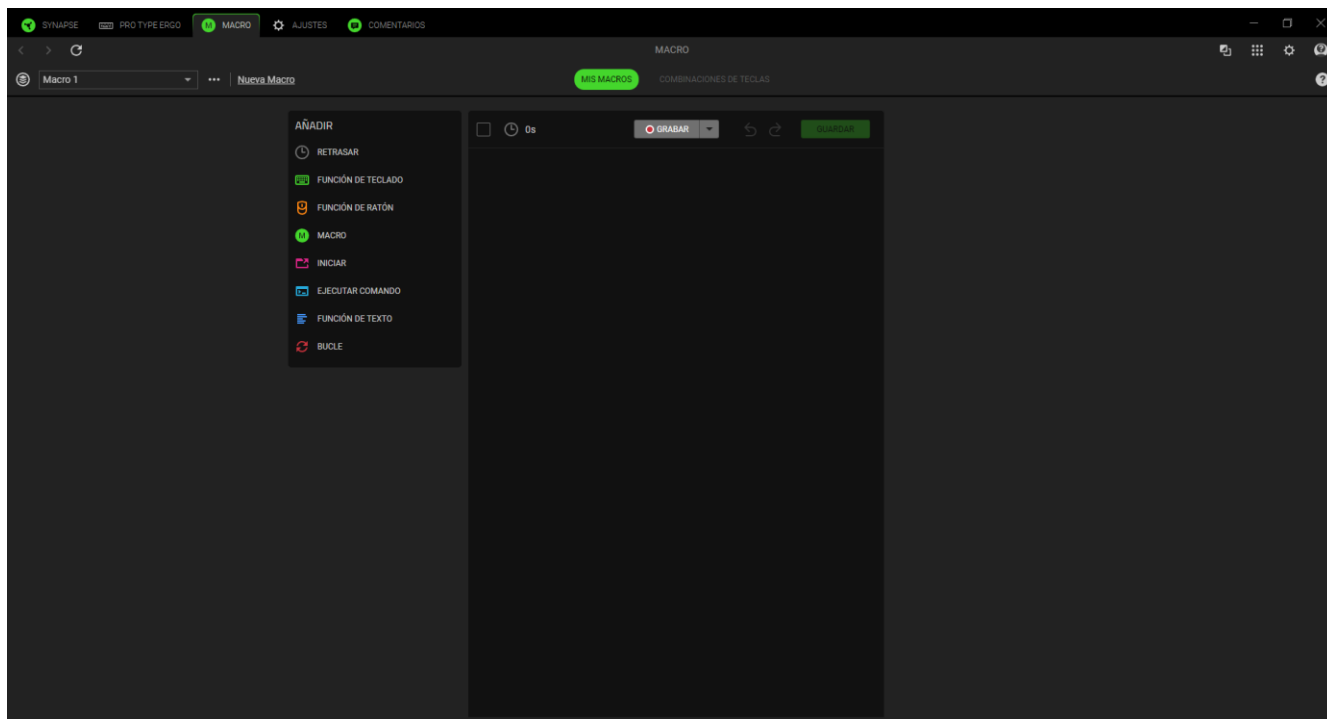 SYNAPSE PRO TYPE ERGO M MACRO AJUSTES COMENTARIOS
MACRO
Macro 1 Nueva Macro MIS MACROS COMBINACIONES DE TECLAS ?
AÑADIR
0s GRABAR GUARDAR
RETRASAR
FUNCIÓN DE TECLADO
FUNCIÓN DE RATÓN
M MACRO
INICIAR
EJECUTAR COMANDO
FUNCIÓN DE TEXTO
BUCLE